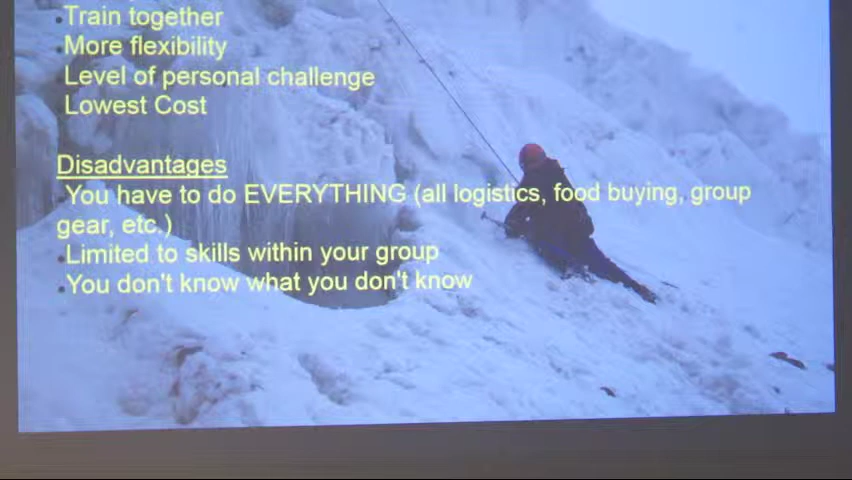 •Train together
•More flexibility
Level of personal challenge
Lowest Cost
Disadvantages
•You have to do EVERYTHING (all logistics, food buying, group
gear, etc.)
•Limited to skills within your group
•You don't know what you don't know